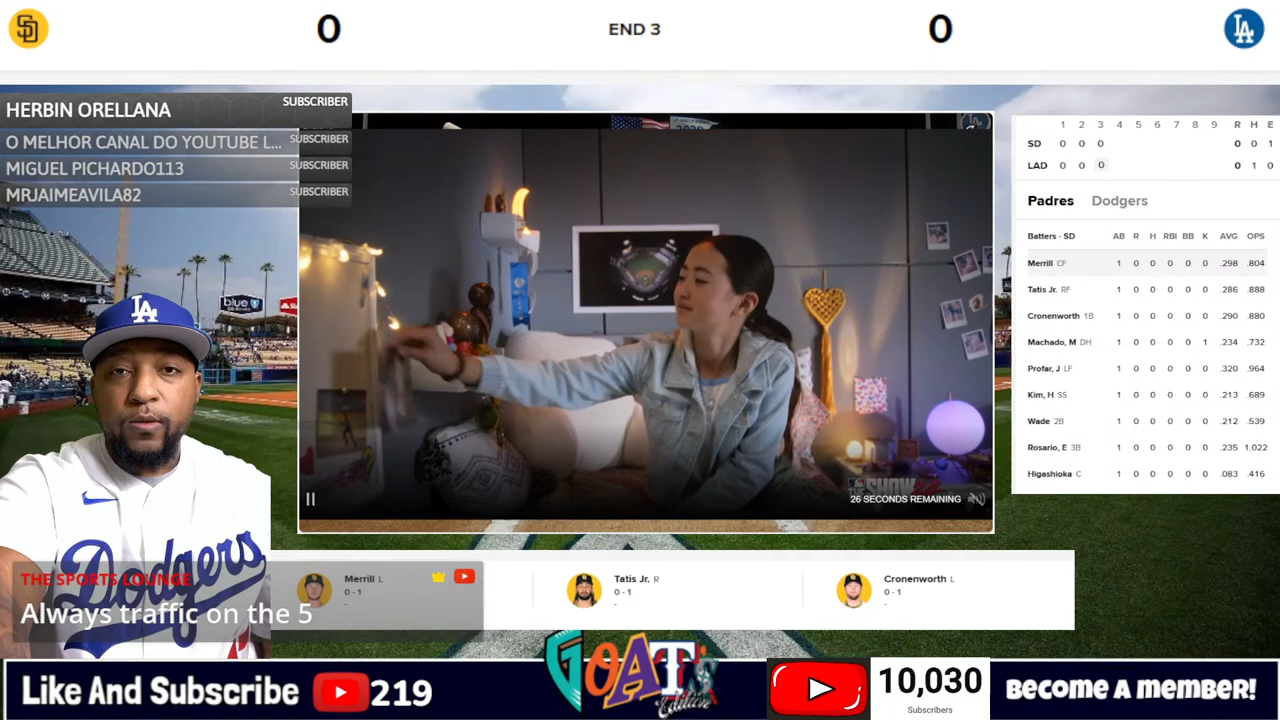 SD
0
END 3
0
LA
HERBIN ORELLANA SUBSCRIBER
O MELHOR CANAL DO YOUTUBE L... SUBSCRIBER
MIGUEL PICHARDO113 SUBSCRIBER
MRJAIMEAVILA82 SUBSCRIBER
blue
LA
Dodgers
THE SHOW
26 SECONDS REMAINING
1 2 3 4 5 6 7 8 9 R H E
SD 0 0 0 0 0 1
LAD 0 0 0 0 1 0
Padres Dodgers
Batters - SD AB R H RBI BB K AVG OPS
Merrill CF 1 0 0 0 0 0 .298 .804
Tatis Jr. RF 1 0 0 0 0 0 .286 .888
Cronenworth 1B 1 0 0 0 0 0 .290 .880
Machado, M DH 1 0 0 0 0 1 .234 .732
Profar, J LF 1 0 0 0 0 0 .320 .964
Kim, H SS 1 0 0 0 0 0 .213 .689
Wade 2B 1 0 0 0 0 0 .212 .539
Rosario, E 3B 1 0 0 0 0 0 .235 1.022
Higashioka C 1 0 0 0 0 0 .083 .416
THE SPORTS LOUNGE
Always traffic on the 5
Merrill L
0 - 1
-
Tatis Jr. R
0 - 1
-
Cronenworth L
0 - 1
-
Like And Subscribe 219
GOATs
Edition
10,030
Subscribers
BECOME A MEMBER!